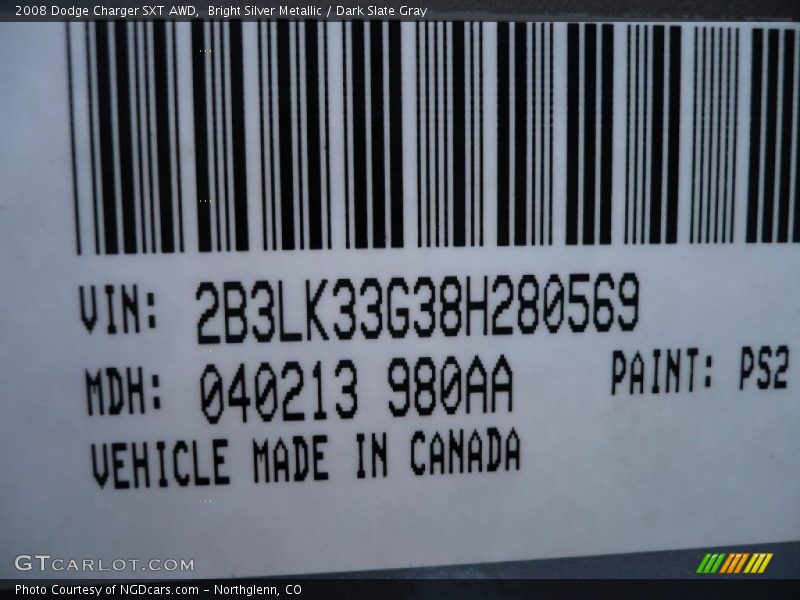 2008 Dodge Charger SXT AWD,  Bright Silver Metallic / Dark Slate Gray
VIN: 2B3LK33G38H280569
MDH: 040213 980AA PAINT: PS2
VEHICLE MADE IN CANADA
GTCARLOT.COM
Photo Courtesy of NGDcars.com – Northglenn, CO